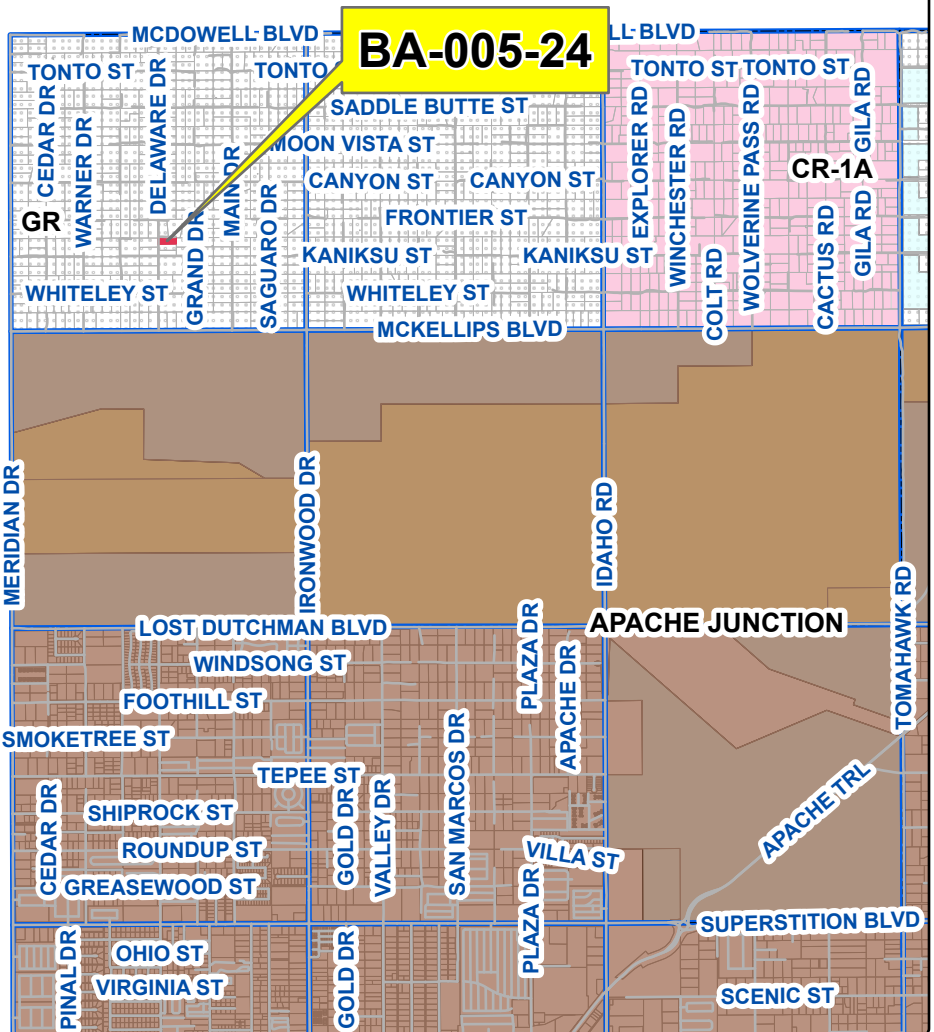 MCDOWELL BLVD
BA-005-24
LL BLVD
TONTO ST
TONTO
TONTO ST
TONTO ST
CEDAR DR
WARNER DR
DELAWARE DR
SADDLE BUTTE ST
MOON VISTA ST
CANYON ST
CANYON ST
FRONTIER ST
KANIKSU ST
KANIKSU ST
MAIN DR
GRAND DR
SAGUARO DR
GR
WHITELEY ST
WHITELEY ST
EXPLORER RD
WINCHESTER RD
WOLVERINE PASS RD
GILA RD
CR-1A
GILA RD
COLT RD
CACTUS RD
MCKELLIPS BLVD
MERIDIAN DR
IRONWOOD DR
IDAHO RD
TOMAHAWK RD
LOST DUTCHMAN BLVD
APACHE JUNCTION
WINDSONG ST
PLAZA DR
APACHE DR
FOOTHILL ST
SMOKETREE ST
TEPEE ST
SAN MARCOS DR
CEDAR DR
SHIPROCK ST
GOLD DR
VALLEY DR
APACHE TRL
ROUNDUP ST
VILLA ST
GREASEWOOD ST
PLAZA DR
SUPERSTITION BLVD
PINAL DR
OHIO ST
GOLD DR
VIRGINIA ST
SCENIC ST